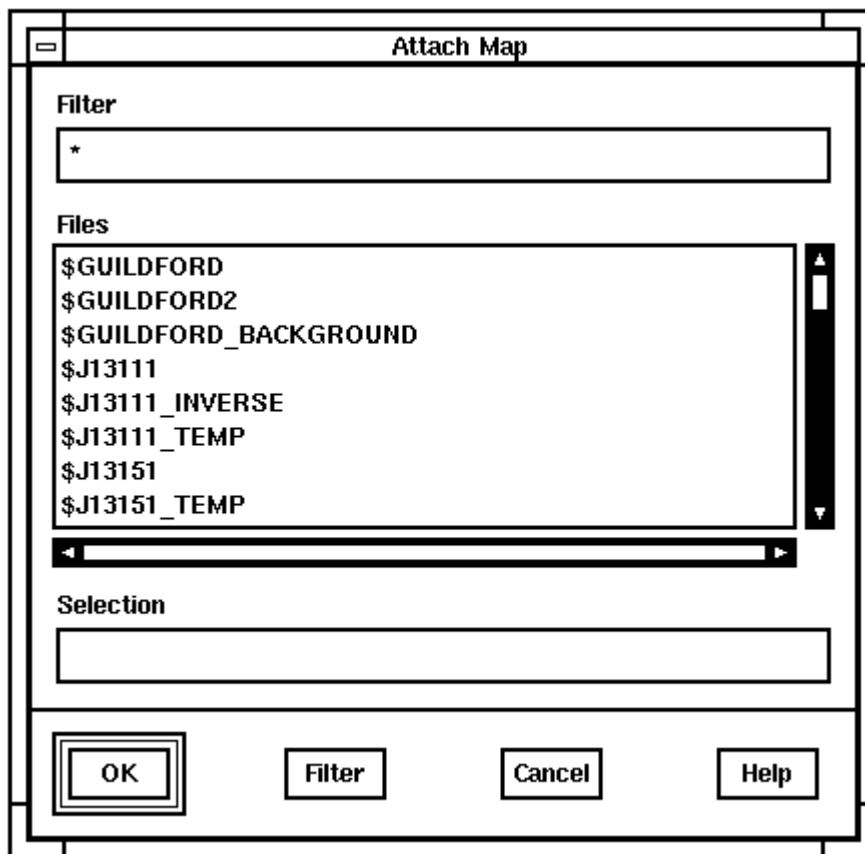 Attach Map
Filter
*
Files
$GUILDFORD
$GUILDFORD2
$GUILDFORD_BACKGROUND
$J13111
$J13111_INVERSE
$J13111_TEMP
$J13151
$J13151_TEMP
Selection
OK Filter Cancel Help